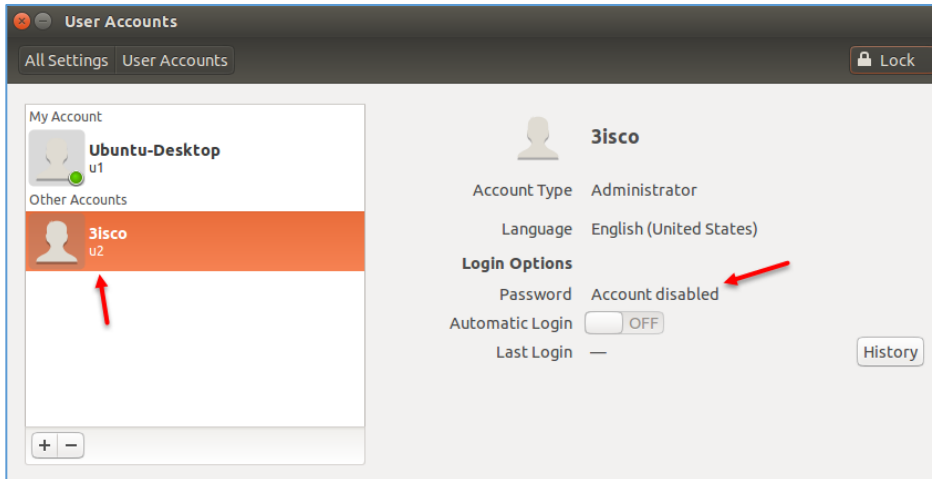 User Accounts
All Settings User Accounts Lock
My Account
Ubuntu-Desktop
u1
Other Accounts
3isco
u2
3isco
Account Type Administrator
Language English (United States)
Login Options
Password Account disabled
Automatic Login OFF
Last Login — History
+ −